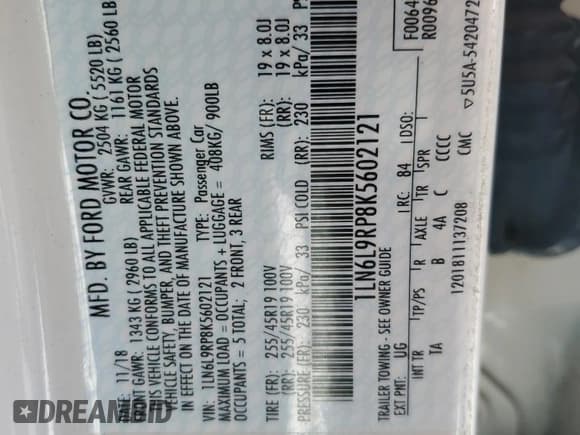 MFD. BY FORD MOTOR CO.
DATE: 11/18 GVWR: 2504 KG ( 5520 LB)
FRONT GAWR: 1343 KG ( 2960 LB) REAR GAWR: 1161 KG ( 2560 LB)
THIS VEHICLE CONFORMS TO ALL APPLICABLE FEDERAL MOTOR
VEHICLE SAFETY, BUMPER, AND THEFT PREVENTION STANDARDS
IN EFFECT ON THE DATE OF MANUFACTURE SHOWN ABOVE.
VIN: 1LN6L9RP8K5602121 TYPE: Passenger Car
MAXIMUM LOAD = OCCUPANTS + LUGGAGE = 408KG/ 900LB
OCCUPANTS = 5 TOTAL; 2 FRONT, 3 REAR
TIRE (FR): 255/45R19 100V RIMS (FR): 19 x 8.0J
(RR): 255/45R19 100V (RR): 19 x 8.0J
PRESSURE (FR): 230 kPa/ 33 PSI COLD (RR): 230 kPa/ 33
1LN6L9RP8K5602121
F0064
R0096
TRAILER TOWING - SEE OWNER GUIDE
EXT PNT: UG RC: 84 DSO:
INT TR TP/PS R AXLE TR SPR
TA B 4A C CCCC
12018111137208 CMC ▽5U5A-5420472
DREAMBID